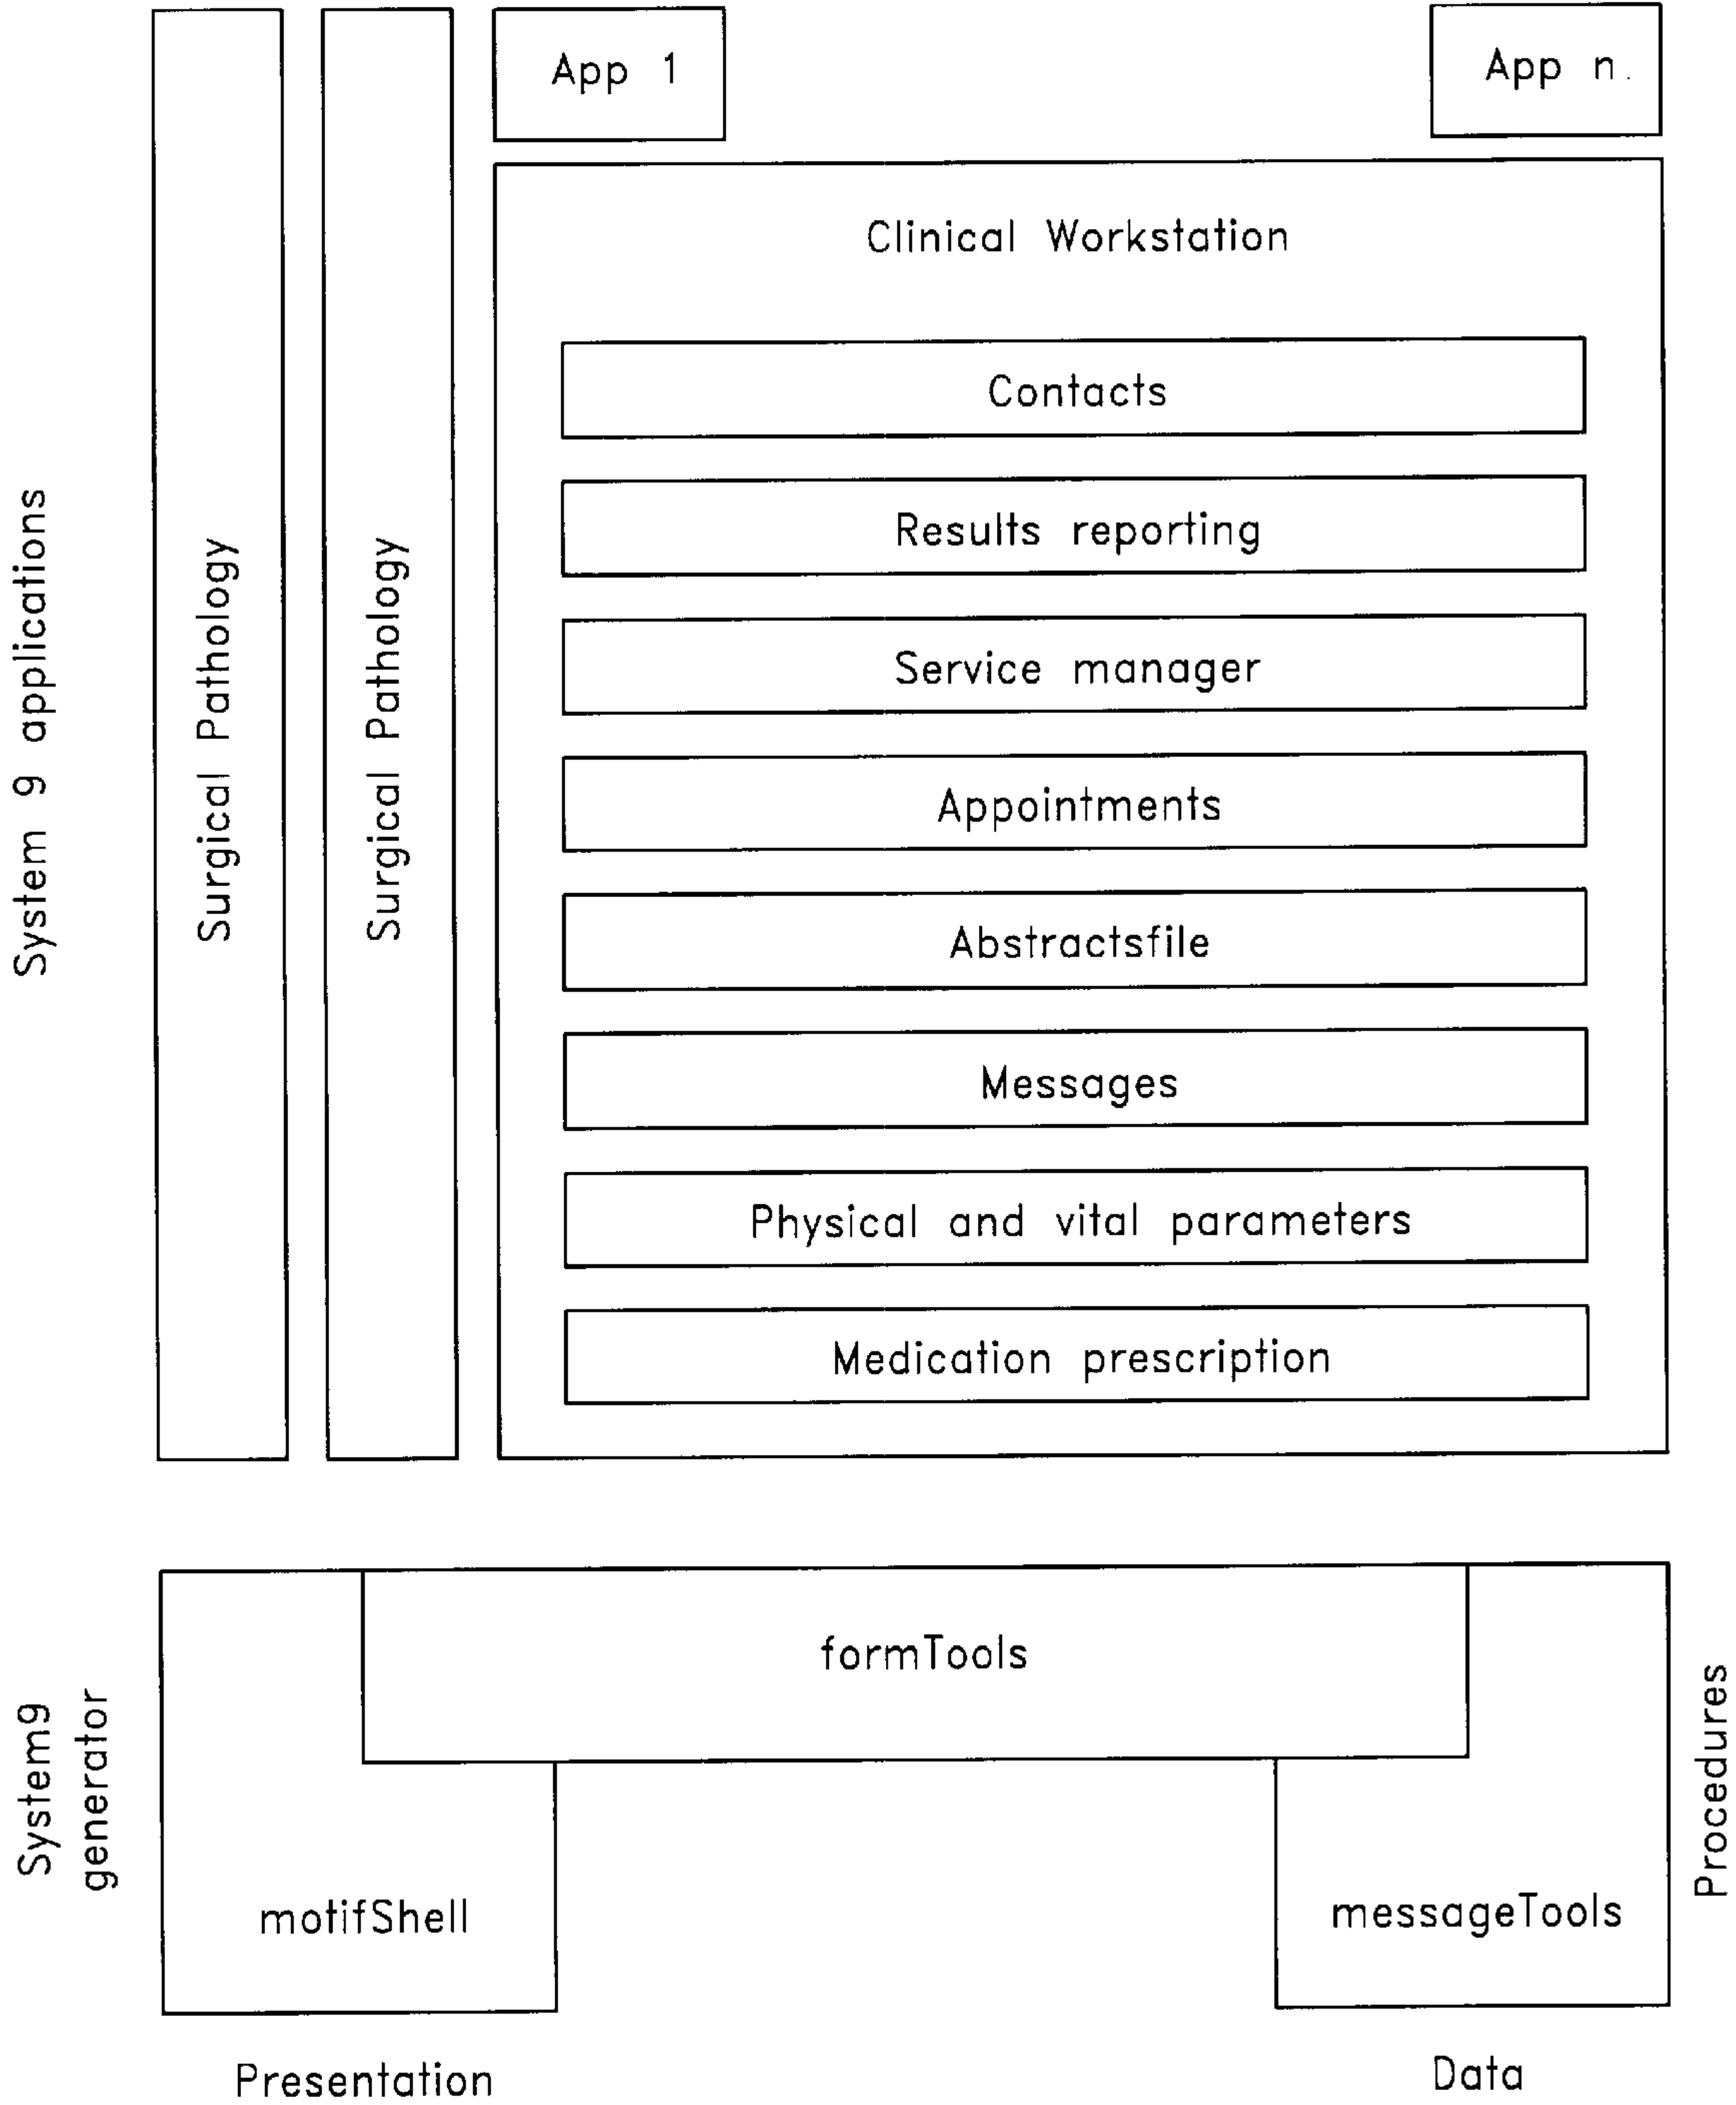 App 1
App n.
Clinical Workstation
System 9 applications
Surgical Pathology
Surgical Pathology
Contacts
Results reporting
Service manager
Appointments
Abstractsfile
Messages
Physical and vital parameters
Medication prescription
System9
generator
formTools
Procedures
motifShell
messageTools
Presentation
Data